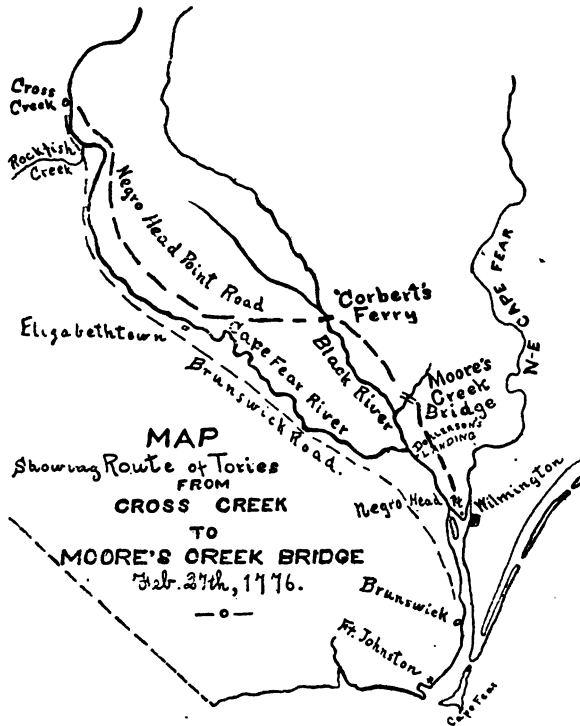 Cross
Creek
Rockfish
Creek
Negro Head Point Road
N-E CAPE FEAR
Corbert's
Ferry
Elizabethtown
Cape Fear River
Black River
Brunswick Road.
Moore's
Creek
Bridge
LANDING
MAP
Showing Route of Tories
FROM
CROSS CREEK
TO
MOORE'S CREEK BRIDGE
Feb. 27th, 1776.
Negro Head Pt
Wilmington
Brunswick
Ft. Johnston
Cape Fear